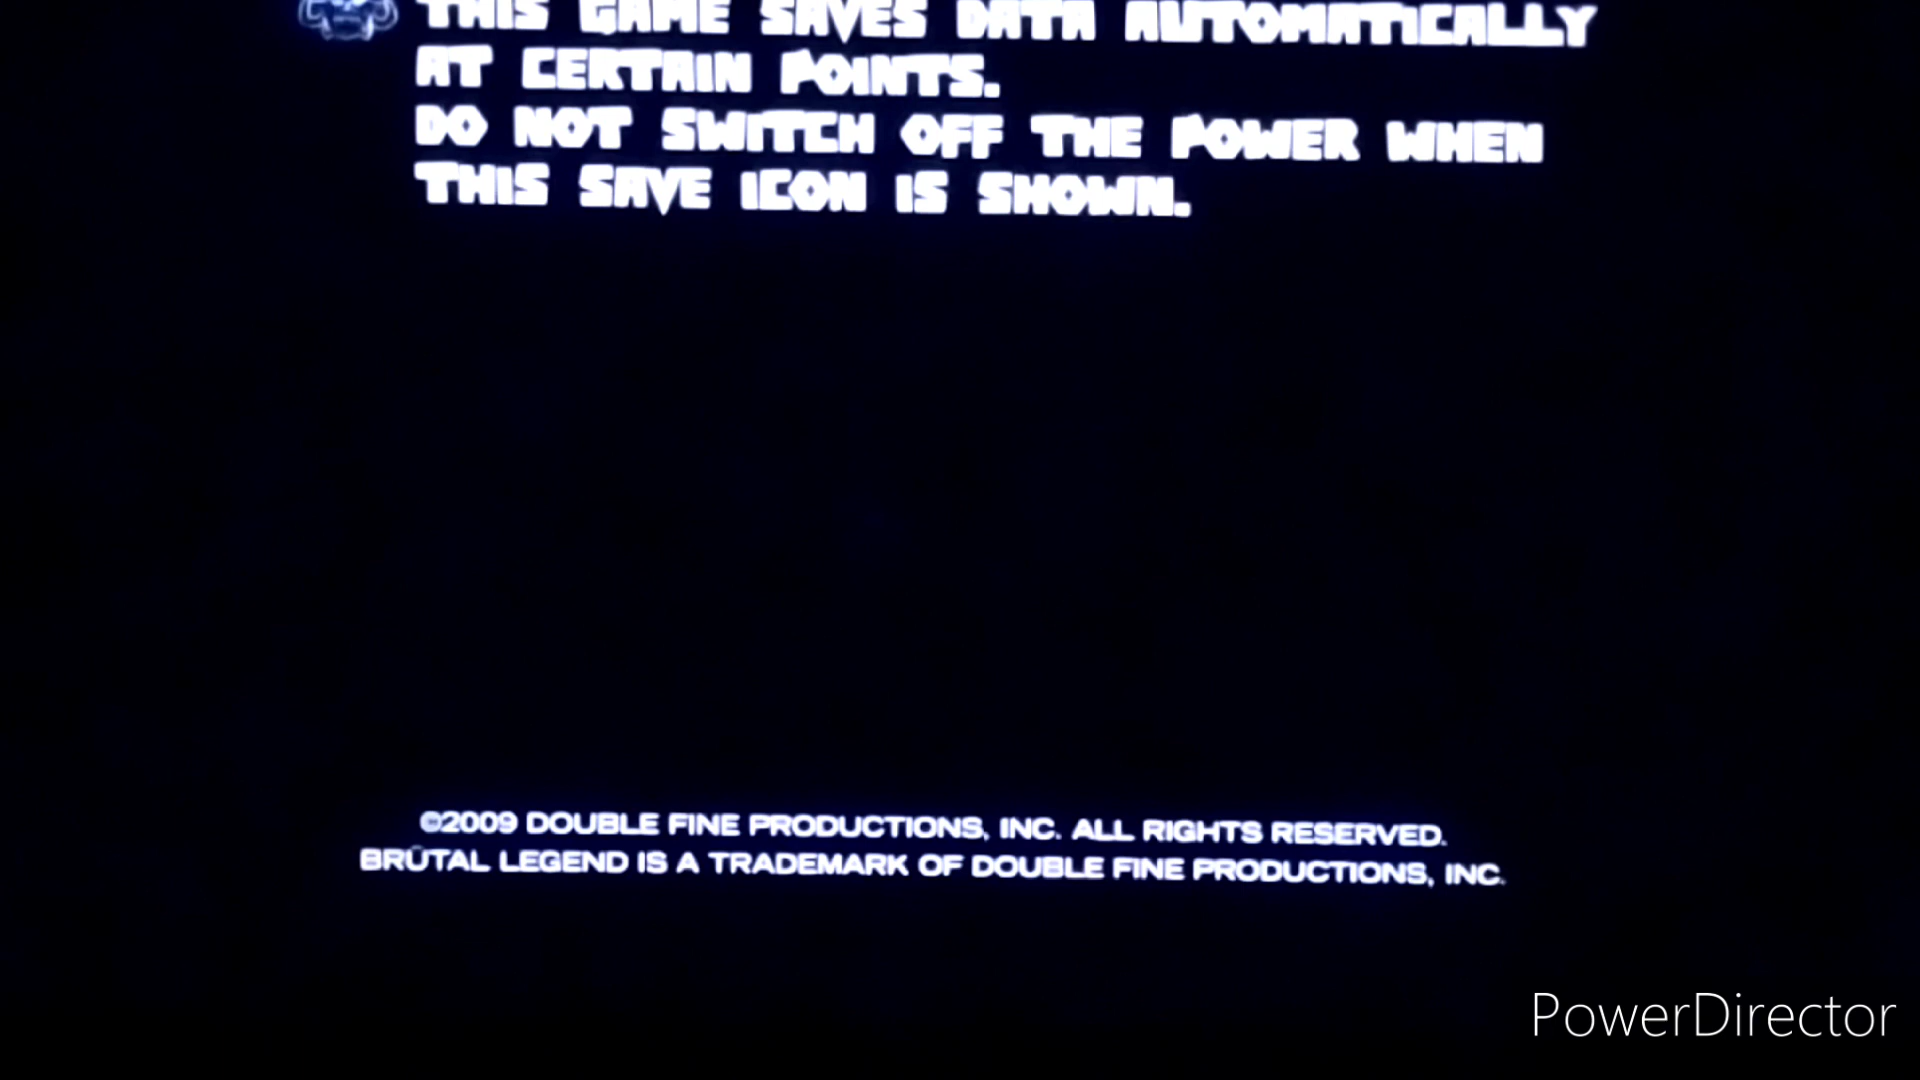 THIS GAME SAVES DATA AUTOMATICALLY
AT CERTAIN POINTS.
DO NOT SWITCH OFF THE POWER WHEN
THIS SAVE ICON IS SHOWN.
©2009 DOUBLE FINE PRODUCTIONS, INC. ALL RIGHTS RESERVED.
BRÜTAL LEGEND IS A TRADEMARK OF DOUBLE FINE PRODUCTIONS, INC.
PowerDirector